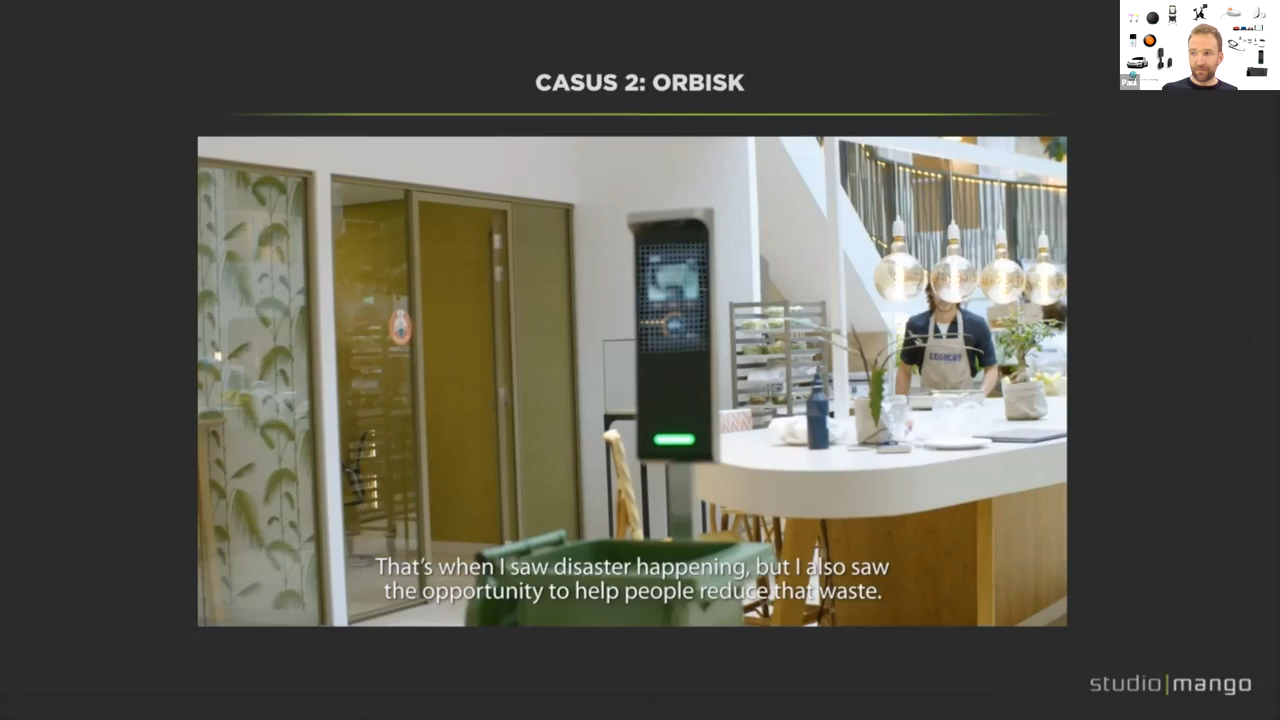 CASUS 2: ORBISK
Paul
That's when I saw disaster happening, but I also saw
the opportunity to help people reduce that waste.
studio|mango